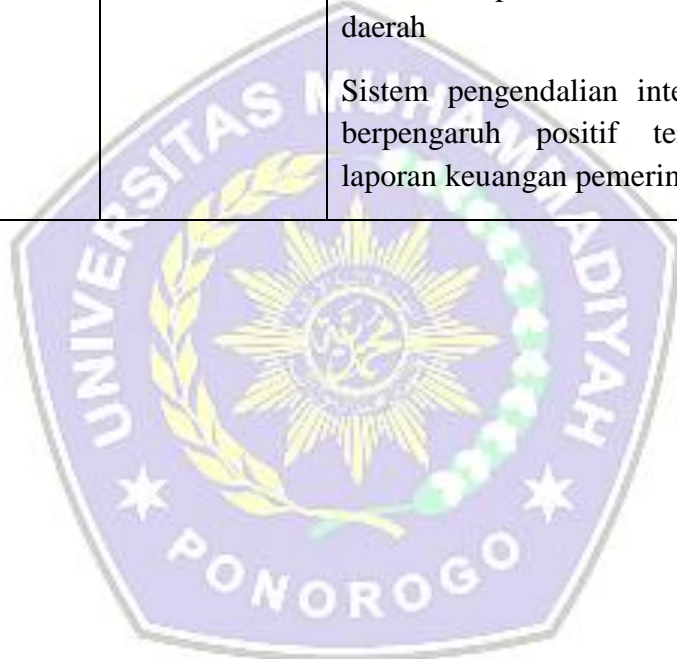 daerah
Sistem pengendalian inte
berpengaruh positif te
laporan keuangan pemerin
UNIVERSITAS MUHAMMADIYAH
PONOROGO